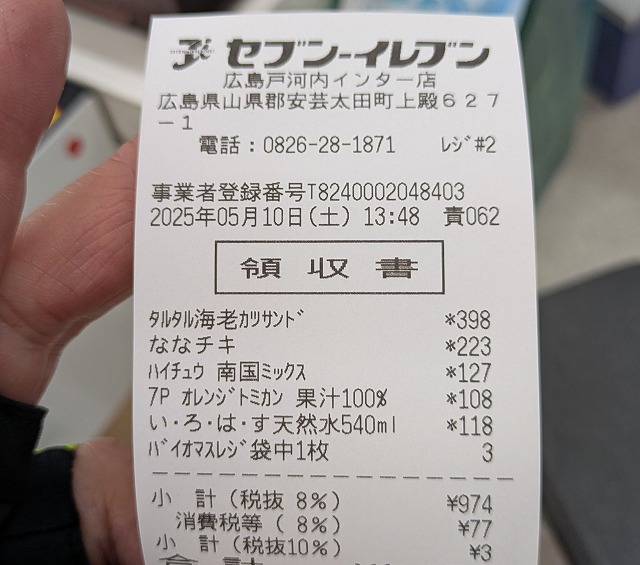 セブン-イレブン
広島戸河内インター店
広島県山県郡安芸太田町上殿627
-1
電話:0826-28-1871 レジ#2
事業者登録番号T8240002048403
2025年05月10日(土) 13:48 責062
領収書
タルタル海老カツサンド *398
ななチキ *223
ハイチュウ 南国ミックス *127
7P オレンジトミカン 果汁100% *108
い・ろ・は・す天然水540ml *118
バイオマスレジ袋中1枚 3
小 計(税抜 8%) ¥974
消費税等( 8%) ¥77
小 計(税抜10%) ¥3